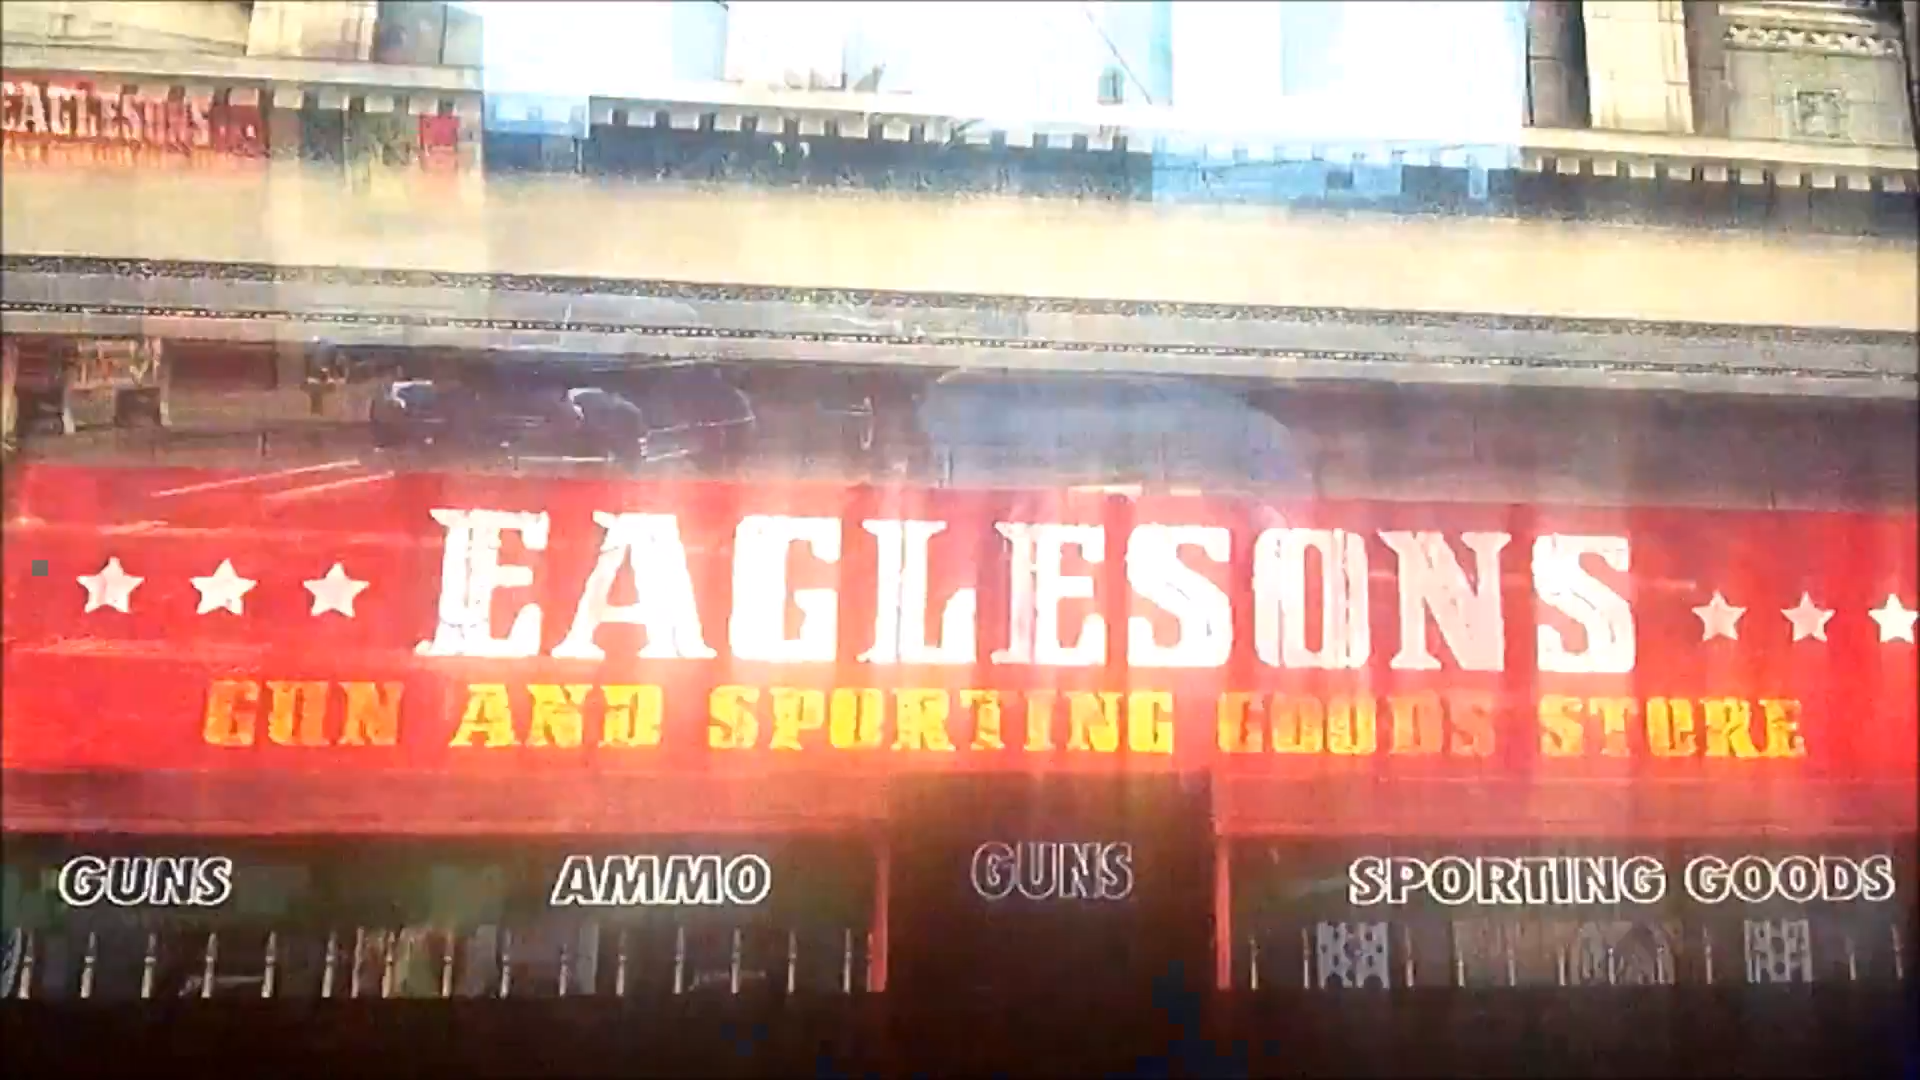 EAGLESONS
EAGLESONS
GUN AND SPORTING GOODS STORE
GUNS
AMMO
GUNS
SPORTING GOODS